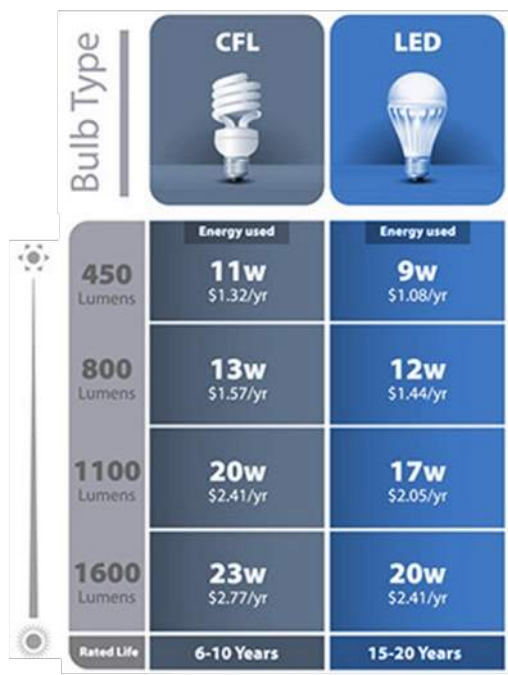 Bulb Type
CFL
LED
Energy used
Energy used
450
Lumens
11w
$1.32/yr
9w
$1.08/yr
800
Lumens
13w
$1.57/yr
12w
$1.44/yr
1100
Lumens
20w
$2.41/yr
17w
$2.05/yr
1600
Lumens
23w
$2.77/yr
20w
$2.41/yr
Rated Life
6-10 Years
15-20 Years